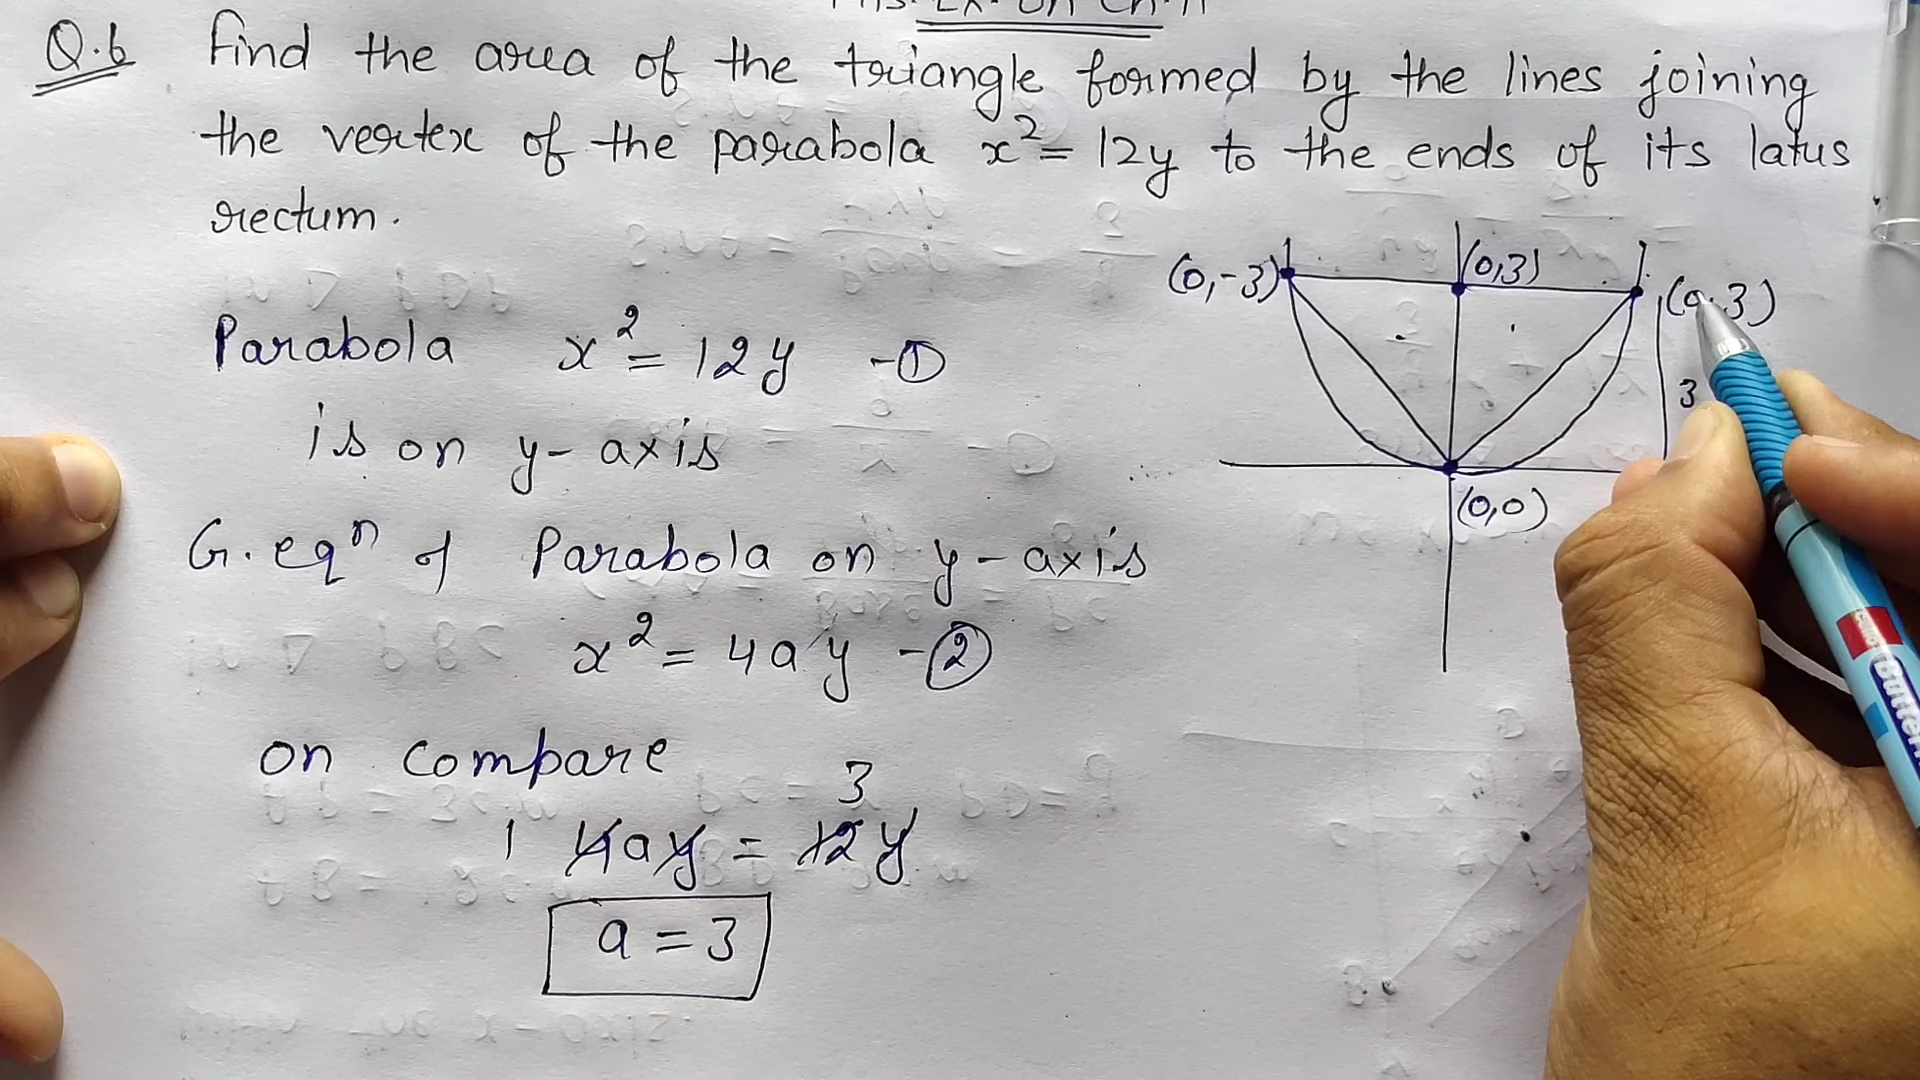 Q.6 Find the area of the triangle formed by the lines joining
the vertex of the parabola x² = 12y to the ends of its latus
rectum.
(0,-3) (0,3) (0,3)
3
(0,0)
Parabola x² = 12y -①
is on y-axis
G. eqⁿ of Parabola on y-axis
x² = 4ay -②
on compare
3
1 4ay = 12y
a = 3